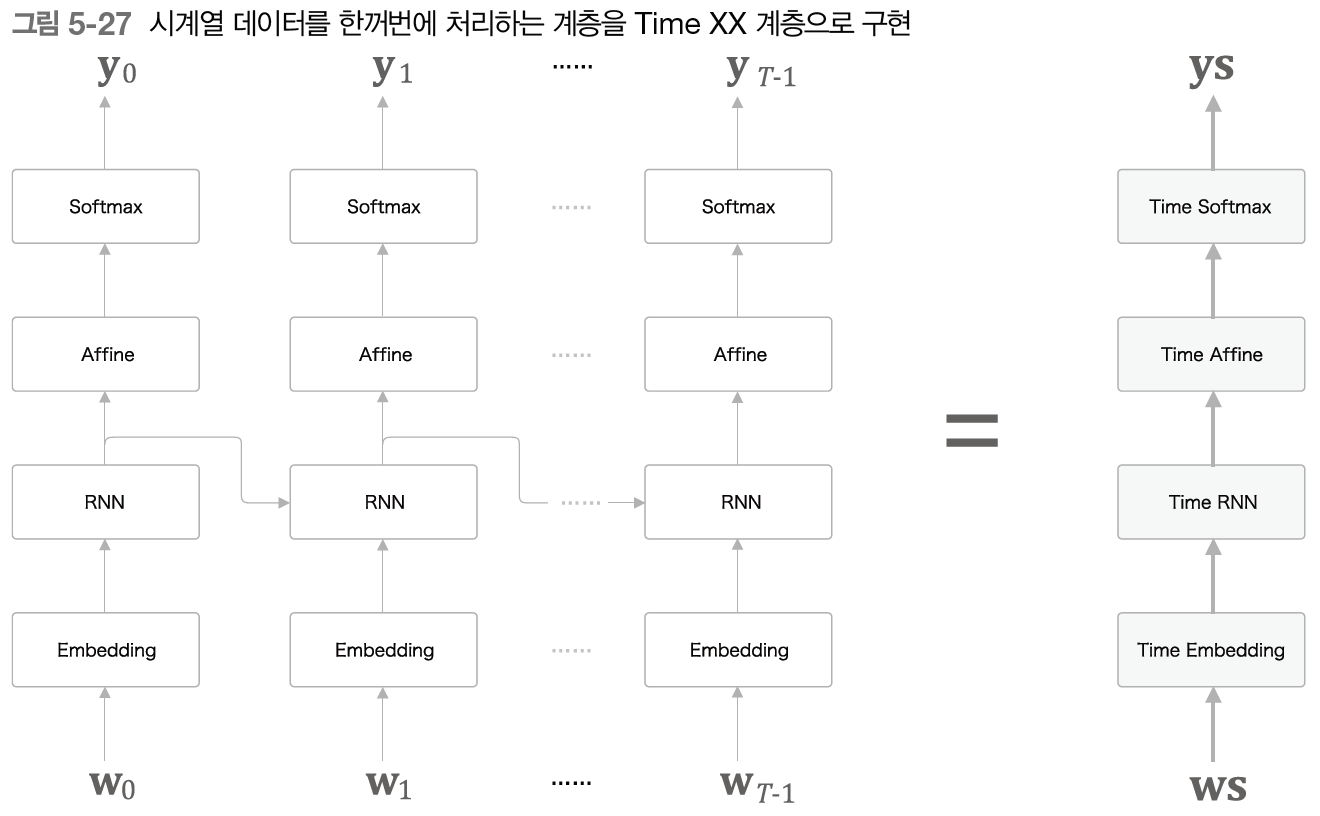 그림 5-27 시계열 데이터를 한꺼번에 처리하는 계층을 Time XX 계층으로 구현
y0 y1 ······ y T-1 ys
Softmax Softmax ······ Softmax Time Softmax
Affine Affine ······ Affine Time Affine
=
RNN RNN ······ RNN Time RNN
Embedding Embedding ······ Embedding Time Embedding
w0 w1 ······ w T-1 ws